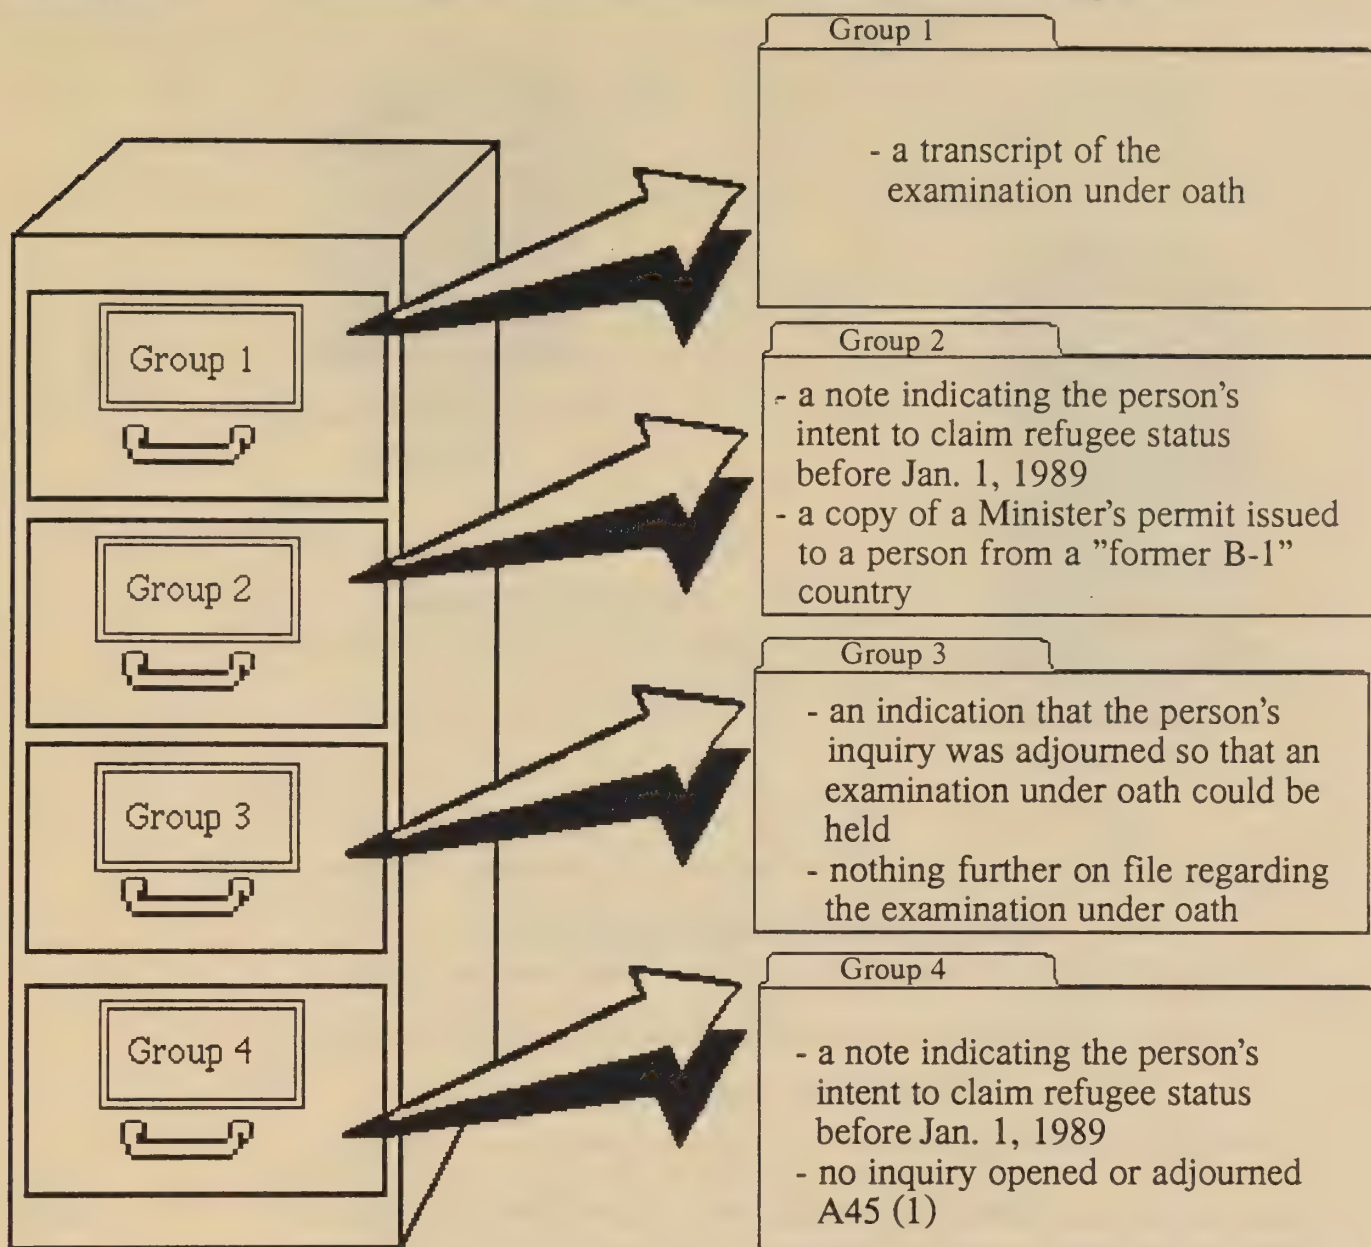 Group 1
Group 2
Group 3
Group 4
Group 1
- a transcript of the
examination under oath
Group 2
- a note indicating the person's
intent to claim refugee status
before Jan. 1, 1989
- a copy of a Minister's permit issued
to a person from a "former B-1"
country
Group 3
- an indication that the person's
inquiry was adjourned so that an
examination under oath could be
held
- nothing further on file regarding
the examination under oath
Group 4
- a note indicating the person's
intent to claim refugee status
before Jan. 1, 1989
- no inquiry opened or adjourned
A45 (1)